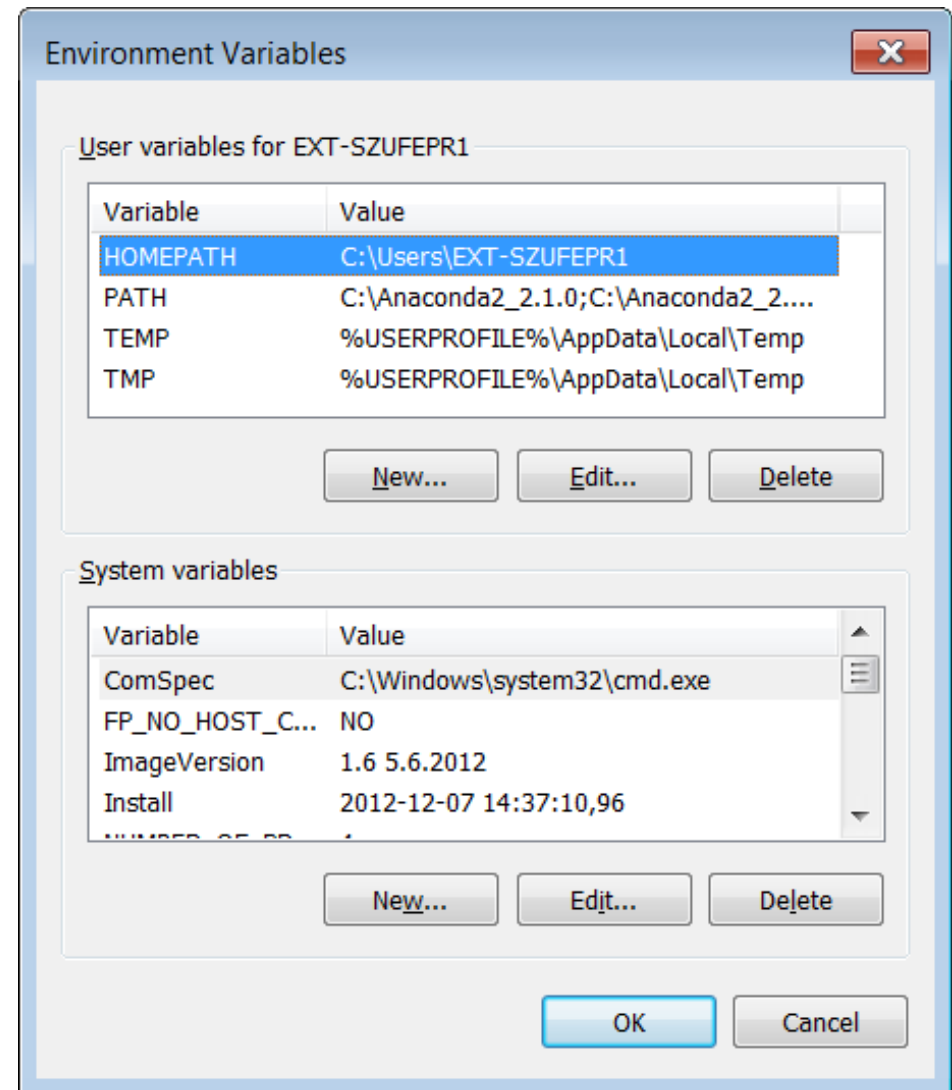 Environment Variables
User variables for EXT-SZUFEPR1
Variable Value
HOMEPATH C:\Users\EXT-SZUFEPR1
PATH C:\Anaconda2_2.1.0;C:\Anaconda2_2....
TEMP %USERPROFILE%\AppData\Local\Temp
TMP %USERPROFILE%\AppData\Local\Temp
New... Edit... Delete
System variables
Variable Value
ComSpec C:\Windows\system32\cmd.exe
FP_NO_HOST_C... NO
ImageVersion 1.6 5.6.2012
Install 2012-12-07 14:37:10,96
New... Edit... Delete
OK Cancel